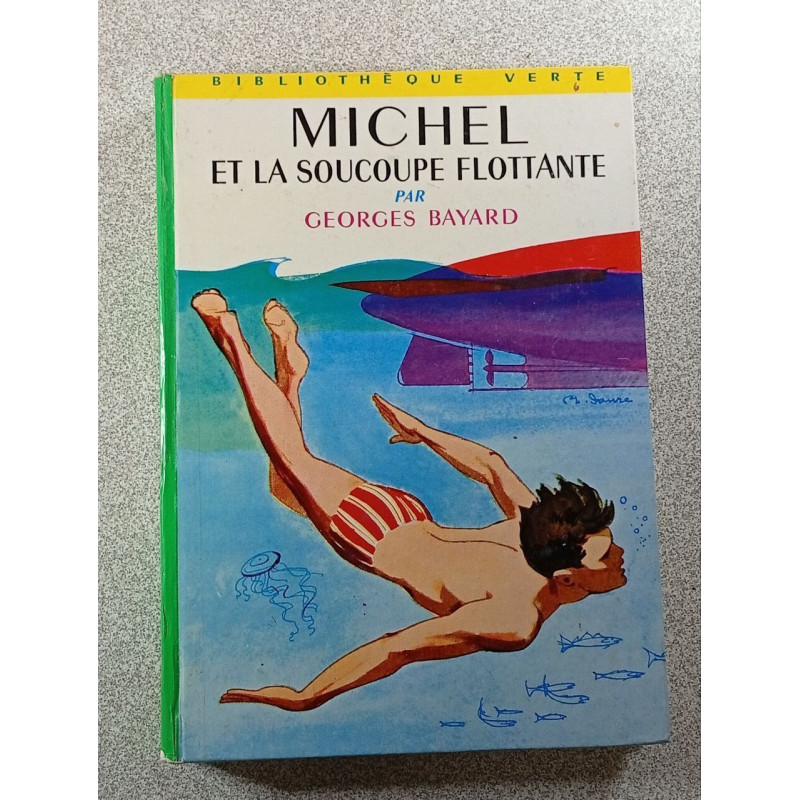 BIBLIOTHÈQUE VERTE
MICHEL
ET LA SOUCOUPE FLOTTANTE
PAR
GEORGES BAYARD